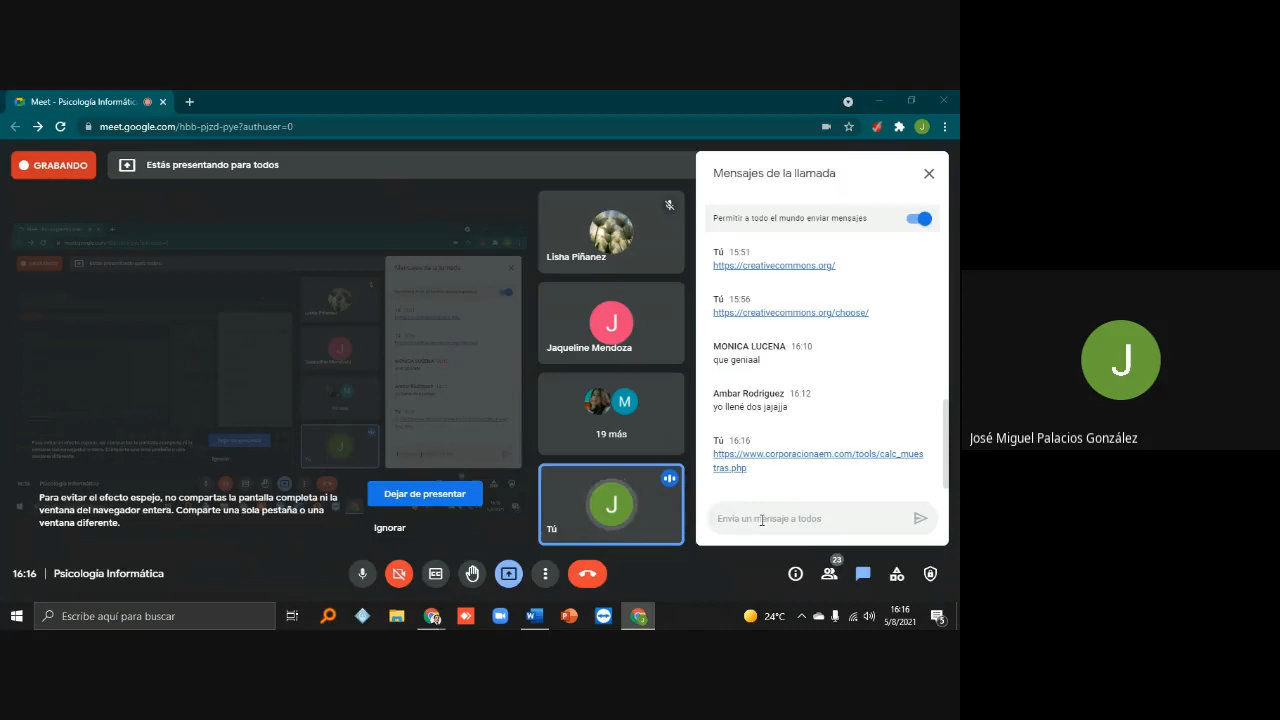 Meet - Psicología Informátic
meet.google.com/hbb-pjzd-pye?authuser=0
J
GRABANDO
Estás presentando para todos
Lisha Piñanez
J
Jaqueline Mendoza
M
19 más
J
Tú
Para evitar el efecto espejo, no compartas la pantalla completa ni la
ventana del navegador entera. Comparte una sola pestaña o una
ventana diferente.
Dejar de presentar
Ignorar
Mensajes de la llamada
Permitir a todo el mundo enviar mensajes
Tú 15:51
https://creativecommons.org/
Tú 15:56
https://creativecommons.org/choose/
MONICA LUCENA 16:10
que geniaal
Ambar Rodriguez 16:12
yo llené dos jajajja
Tú 16:16
https://www.corporacionaem.com/tools/calc_mues
tras.php
Envía un mensaje a todos
16:16 | Psicología Informática
23
Escribe aquí para buscar
24°C
16:16
5/8/2021
5
J
José Miguel Palacios González